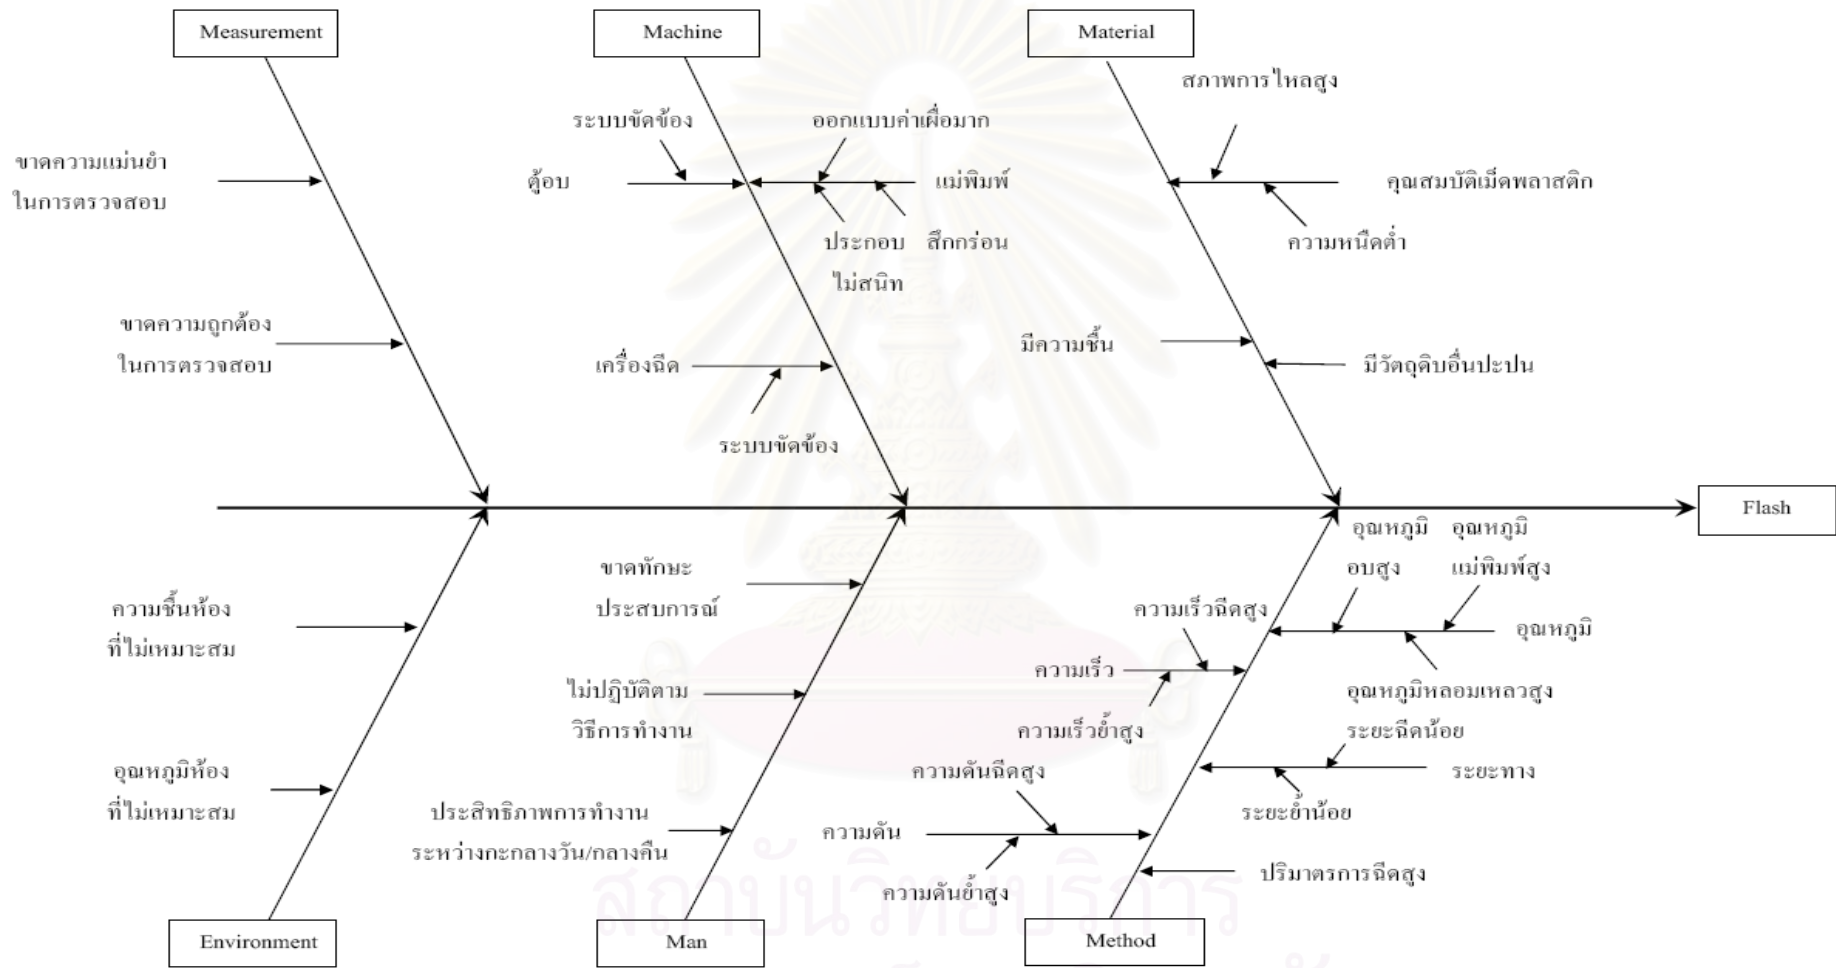 Measurement
Machine
Material
สภาพการไหลสูง
ระบบขัดข้อง
ออกแบบค่าเผื่อมาก
ขาดความแม่นยำ
ในการตรวจสอบ
ตู้อบ
แม่พิมพ์
คุณสมบัติเม็ดพลาสติก
ประกอบ
ไม่สนิท
สึกกร่อน
ความหนืดต่ำ
ขาดความถูกต้อง
ในการตรวจสอบ
เครื่องฉีด
มีความชื้น
มีวัตถุดิบอื่นปะปน
ระบบขัดข้อง
Flash
อุณหภูมิ
อบสูง
อุณหภูมิ
แม่พิมพ์สูง
ขาดทักษะ
ประสบการณ์
ความชื้นห้อง
ที่ไม่เหมาะสม
ความเร็วฉีดสูง
อุณหภูมิ
ความเร็ว
ไม่ปฏิบัติตาม
วิธีการทำงาน
อุณหภูมิหลอมเหลวสูง
ความเร็วย้ำสูง
ระยะฉีดน้อย
อุณหภูมิห้อง
ที่ไม่เหมาะสม
ความดันฉีดสูง
ระยะทาง
ระยะย้ำน้อย
ประสิทธิภาพการทำงาน
ระหว่างกะกลางวัน/กลางคืน
ความดัน
ปริมาตรการฉีดสูง
ความดันย้ำสูง
สถาบันวิทยบริการ
Environment
Man
Method